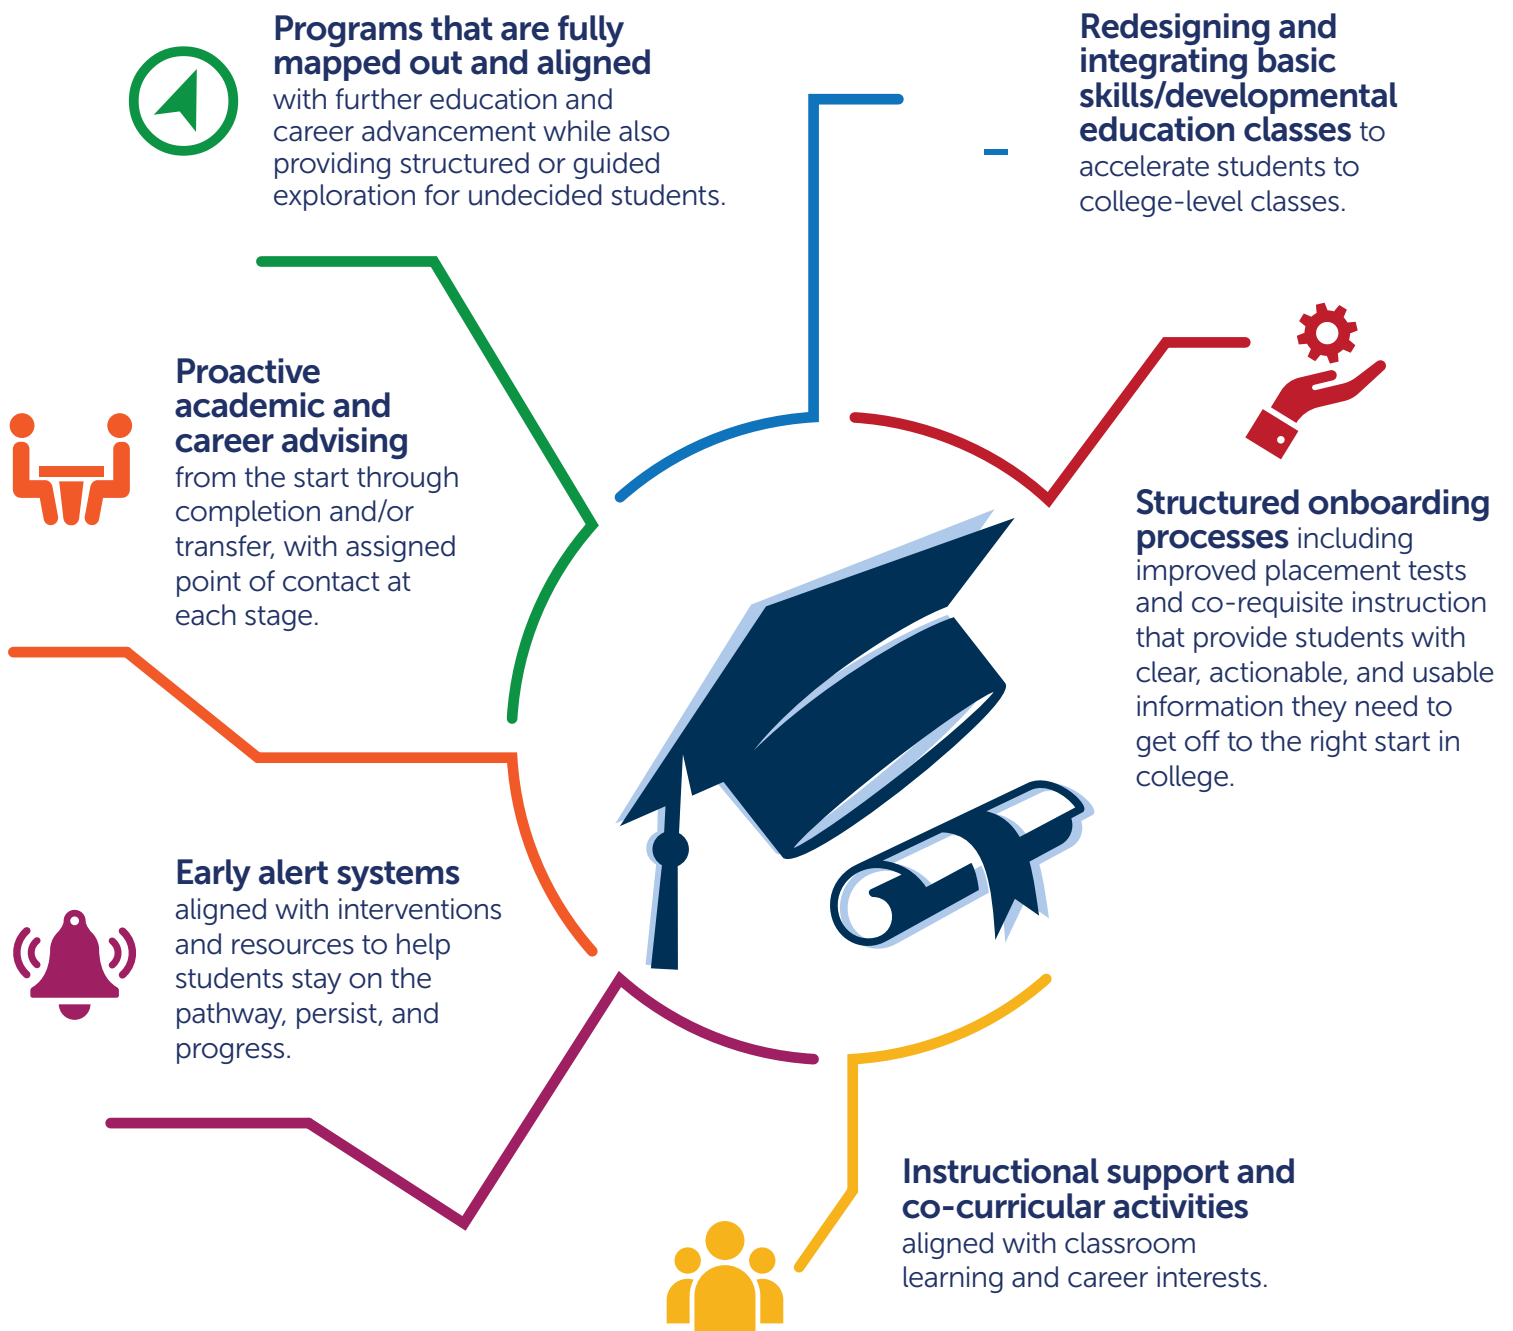 Programs that are fully
mapped out and aligned
with further education and
career advancement while also
providing structured or guided
exploration for undecided students.
Redesigning and
integrating basic
skills/developmental
education classes to
accelerate students to
college-level classes.
Proactive
academic and
career advising
from the start through
completion and/or
transfer, with assigned
point of contact at
each stage.
Structured onboarding
processes including
improved placement tests
and co-requisite instruction
that provide students with
clear, actionable, and usable
information they need to
get off to the right start in
college.
Early alert systems
aligned with interventions
and resources to help
students stay on the
pathway, persist, and
progress.
Instructional support and
co-curricular activities
aligned with classroom
learning and career interests.